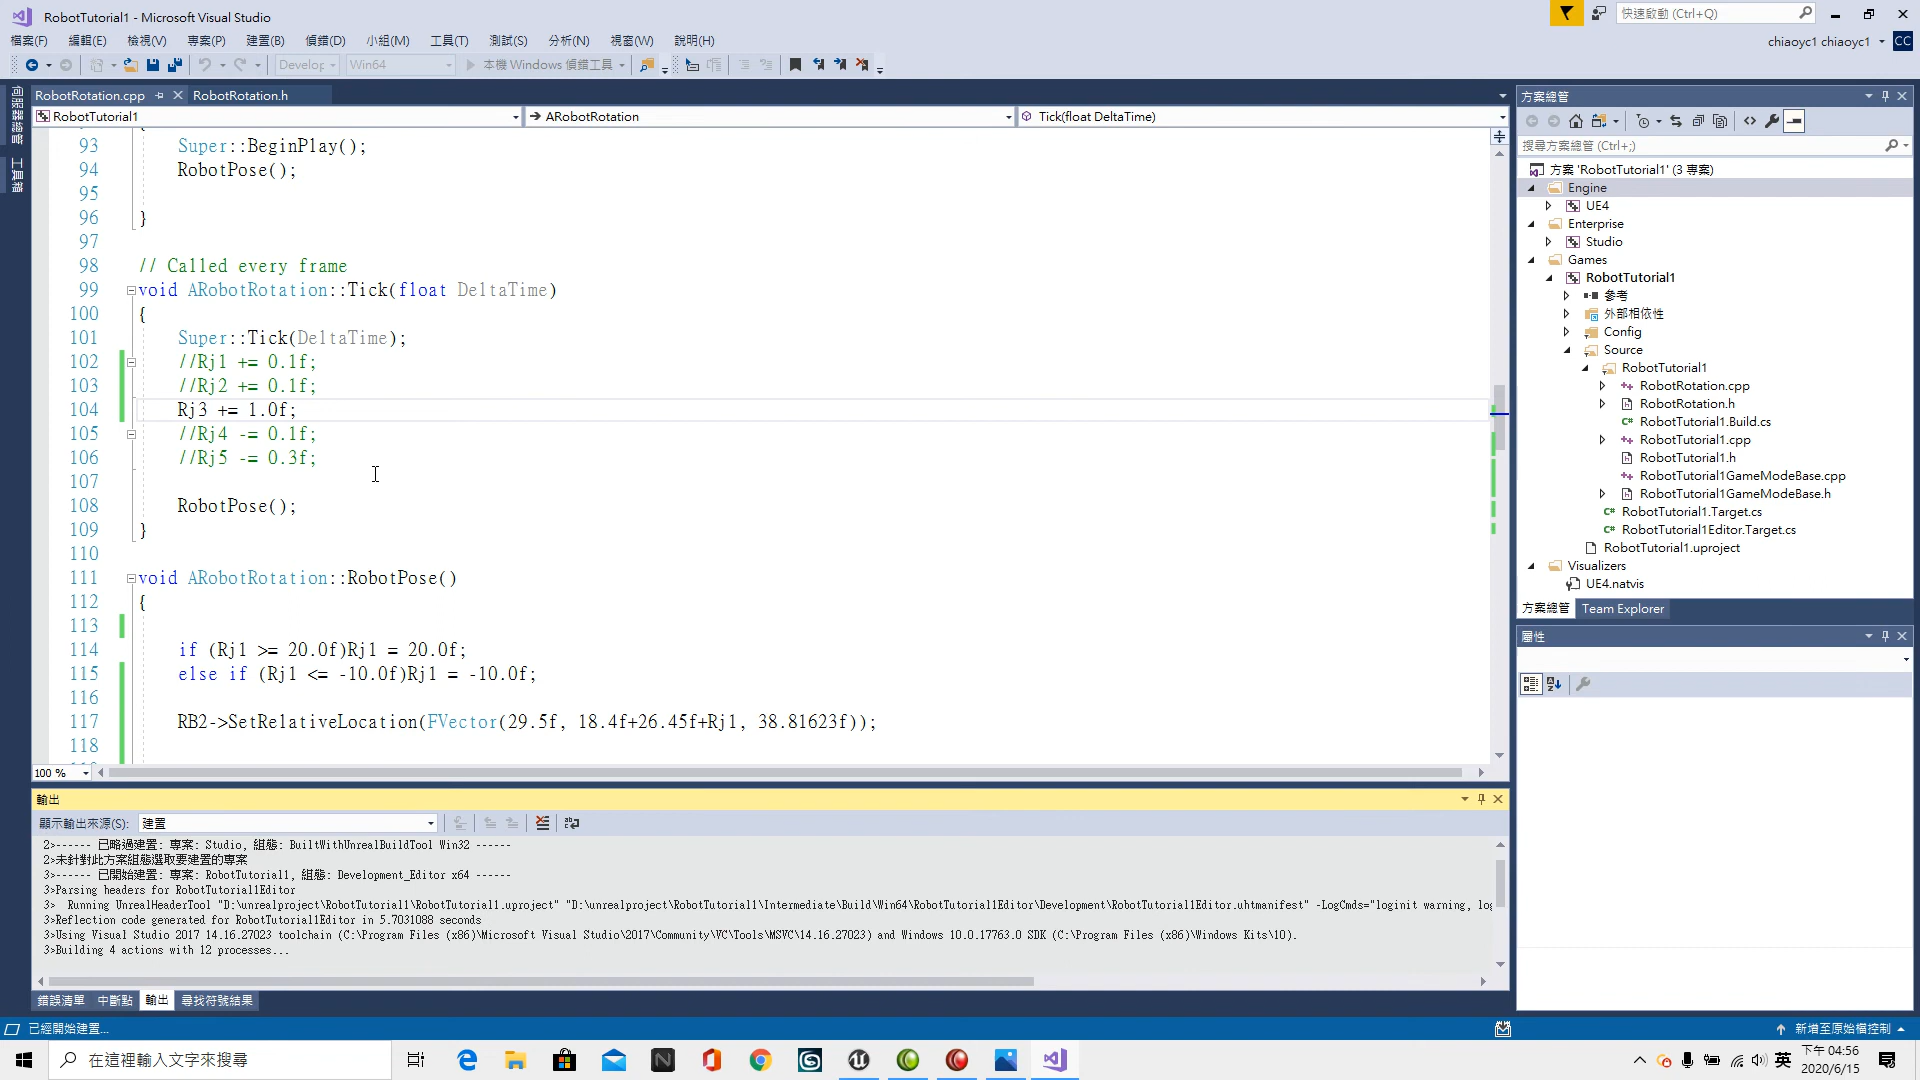 RobotTutorial1 - Microsoft Visual Studio
快速啟動 (Ctrl+Q)
檔案(F) 編輯(E) 檢視(V) 專案(P) 建置(B) 偵錯(D) 小組(M) 工具(T) 測試(S) 分析(N) 視窗(W) 說明(H)
chiaoyc1 chiaoyc1 CC
Develop Win64 本機 Windows 偵錯工具
伺服器總管
工具箱
RobotRotation.cpp RobotRotation.h
RobotTutorial1 ARobotRotation Tick(float DeltaTime)
93 Super::BeginPlay();
94 RobotPose();
95
96 }
97
98 // Called every frame
99 void ARobotRotation::Tick(float DeltaTime)
100 {
101 Super::Tick(DeltaTime);
102 //Rj1 += 0.1f;
103 //Rj2 += 0.1f;
104 Rj3 += 1.0f;
105 //Rj4 -= 0.1f;
106 //Rj5 -= 0.3f;
107
108 RobotPose();
109 }
110
111 void ARobotRotation::RobotPose()
112 {
113
114 if (Rj1 >= 20.0f)Rj1 = 20.0f;
115 else if (Rj1 <= -10.0f)Rj1 = -10.0f;
116
117 RB2->SetRelativeLocation(FVector(29.5f, 18.4f+26.45f+Rj1, 38.81623f));
118
100 %
輸出
顯示輸出來源(S): 建置
2>------ 已略過建置: 專案: Studio, 組態: BuiltWithUnrealBuildTool Win32 ------
2>未針對此方案組態選取要建置的專案
3>------ 已開始建置: 專案: RobotTutorial1, 組態: Development_Editor x64 ------
3>Parsing headers for RobotTutorial1Editor
3> Running UnrealHeaderTool "D:\unrealproject\RobotTutorial1\RobotTutorial1.uproject" "D:\unrealproject\RobotTutorial1\Intermediate\Build\Win64\RobotTutorial1Editor\Development\RobotTutorial1Editor.uhtmanifest" -LogCmds="loginit warning, log
3>Reflection code generated for RobotTutorial1Editor in 5.7031088 seconds
3>Using Visual Studio 2017 14.16.27023 toolchain (C:\Program Files (x86)\Microsoft Visual Studio\2017\Community\VC\Tools\MSVC\14.16.27023) and Windows 10.0.17763.0 SDK (C:\Program Files (x86)\Windows Kits\10).
3>Building 4 actions with 12 processes...
錯誤清單 中斷點 輸出 尋找符號結果
方案總管
搜尋方案總管 (Ctrl+;)
方案 'RobotTutorial1' (3 專案)
Engine
UE4
Enterprise
Studio
Games
RobotTutorial1
參考
外部相依性
Config
Source
RobotTutorial1
RobotRotation.cpp
RobotRotation.h
RobotTutorial1.Build.cs
RobotTutorial1.cpp
RobotTutorial1.h
RobotTutorial1GameModeBase.cpp
RobotTutorial1GameModeBase.h
RobotTutorial1.Target.cs
RobotTutorial1Editor.Target.cs
RobotTutorial1.uproject
Visualizers
UE4.natvis
方案總管 Team Explorer
屬性
已經開始建置... 新增至原始檔控制
在這裡輸入文字來搜尋
英 下午 04:56
2020/6/15